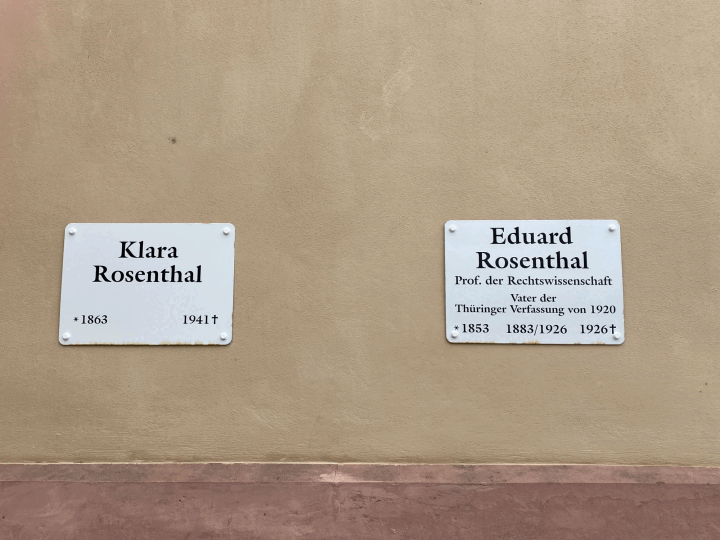 Klara
Rosenthal
*1863 1941†
Eduard
Rosenthal
Prof. der Rechtswissenschaft
Vater der
Thüringer Verfassung von 1920
*1853 1883/1926 1926†